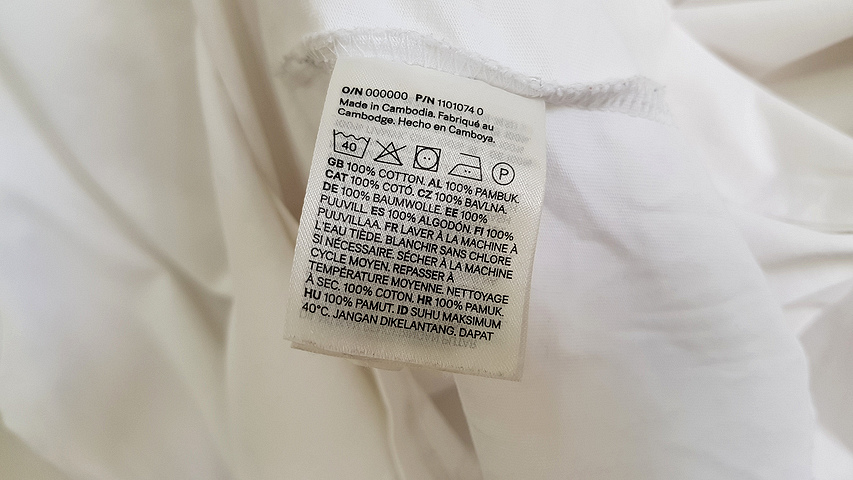 O/N 000000 P/N 1101074 0
Made in Cambodia. Fabriqué au
Cambodge. Hecho en Camboya.
40 P
GB 100% COTTON. AL 100% PAMBUK.
CAT 100% COTÓ. CZ 100% BAVLNA.
DE 100% BAUMWOLLE. EE 100%
PUUVILL. ES 100% ALGODÓN. FI 100%
PUUVILLAA. FR LAVER À LA MACHINE À
L'EAU TIÈDE. BLANCHIR SANS CHLORE
SI NÉCESSAIRE. SÉCHER À LA MACHINE
CYCLE MOYEN. REPASSER À
TEMPÉRATURE MOYENNE. NETTOYAGE
À SEC. 100% COTON. HR 100% PAMUK.
HU 100% PAMUT. ID SUHU MAKSIMUM
40°C. JANGAN DIKELANTANG. DAPAT